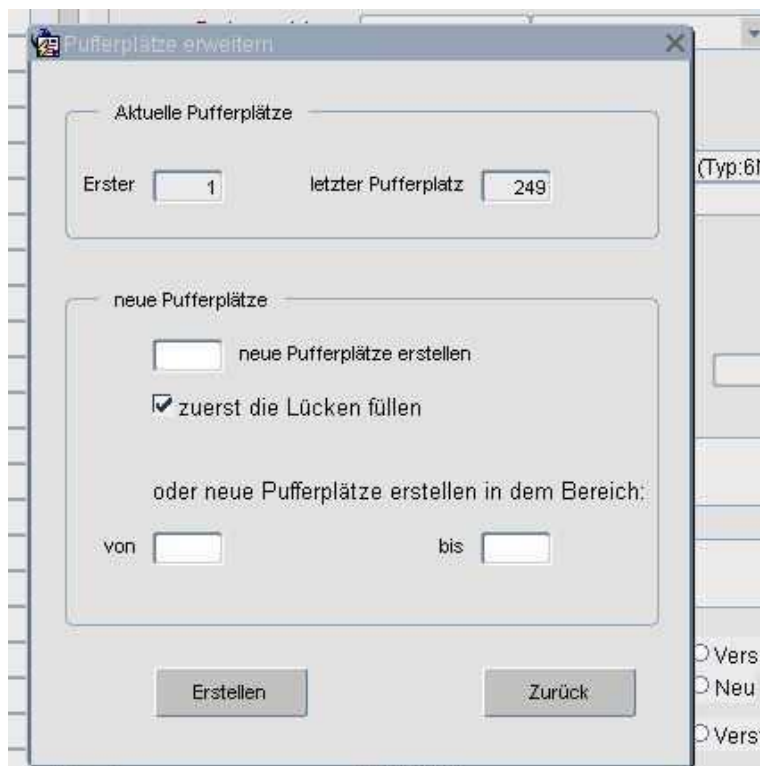 Pufferplätze erweitern
Aktuelle Pufferplätze
Erster 1 letzter Pufferplatz 249
(Typ:6
neue Pufferplätze
neue Pufferplätze erstellen
zuerst die Lücken füllen
oder neue Pufferplätze erstellen in dem Bereich:
von bis
Erstellen Zurück
Vers
Neu
Vers